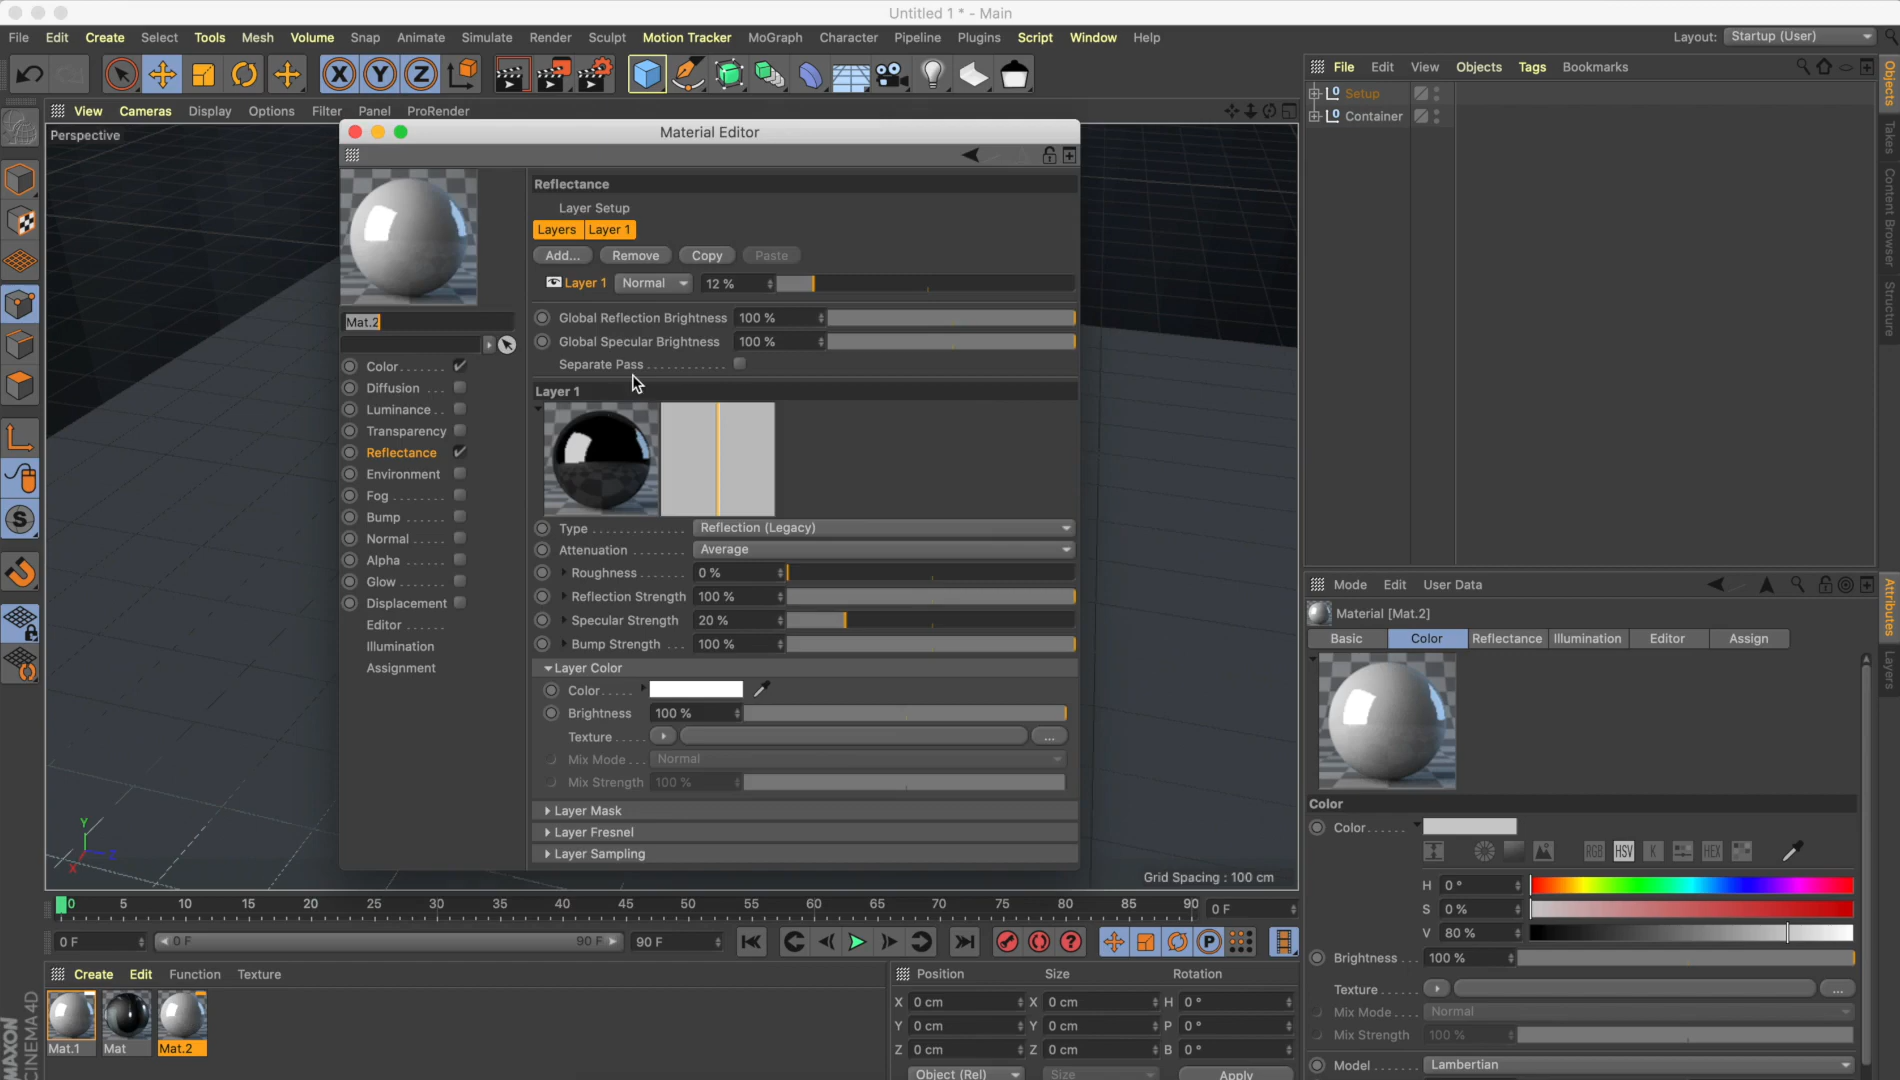 Untitled 1 * - Main
File Edit Create Select Tools Mesh Volume Snap Animate Simulate Render Sculpt Motion Tracker MoGraph Character Pipeline Plugins Script Window Help
Layout: Startup (User)
X Y Z
File Edit View Objects Tags Bookmarks
Setup
Container
Objects
Takes
Content Browser
Structure
View Cameras Display Options Filter Panel ProRender
Perspective
Material Editor
Mat.2
Color
Diffusion
Luminance
Transparency
Reflectance
Environment
Fog
Bump
Normal
Alpha
Glow
Displacement
Editor
Illumination
Assignment
Reflectance
Layer Setup
Layers Layer 1
Add... Remove Copy Paste
Layer 1 Normal 12 %
Global Reflection Brightness 100 %
Global Specular Brightness 100 %
Separate Pass
Layer 1
Type Reflection (Legacy)
Attenuation Average
Roughness 0 %
Reflection Strength 100 %
Specular Strength 20 %
Bump Strength 100 %
Layer Color
Color
Brightness 100 %
Texture ...
Mix Mode Normal
Mix Strength 100 %
Layer Mask
Layer Fresnel
Layer Sampling
Y
Z
X
Grid Spacing : 100 cm
Mode Edit User Data
Material [Mat.2]
Basic Color Reflectance Illumination Editor Assign
Attributes
Layers
Color
Color
RGB HSV K HEX
H 0 °
S 0 %
V 80 %
Brightness 100 %
Texture ...
Mix Mode Normal
Mix Strength 100 %
Model Lambertian
0 5 10 15 20 25 30 35 40 45 50 55 60 65 70 75 80 85 90 0 F
0 F 0 F 90 F 90 F
P
Create Edit Function Texture
Mat.1 Mat Mat.2
MAXON
CINEMA 4D
Position Size Rotation
X 0 cm X 0 cm H 0 °
Y 0 cm Y 0 cm P 0 °
Z 0 cm Z 0 cm B 0 °
Object (Rel) Size Apply